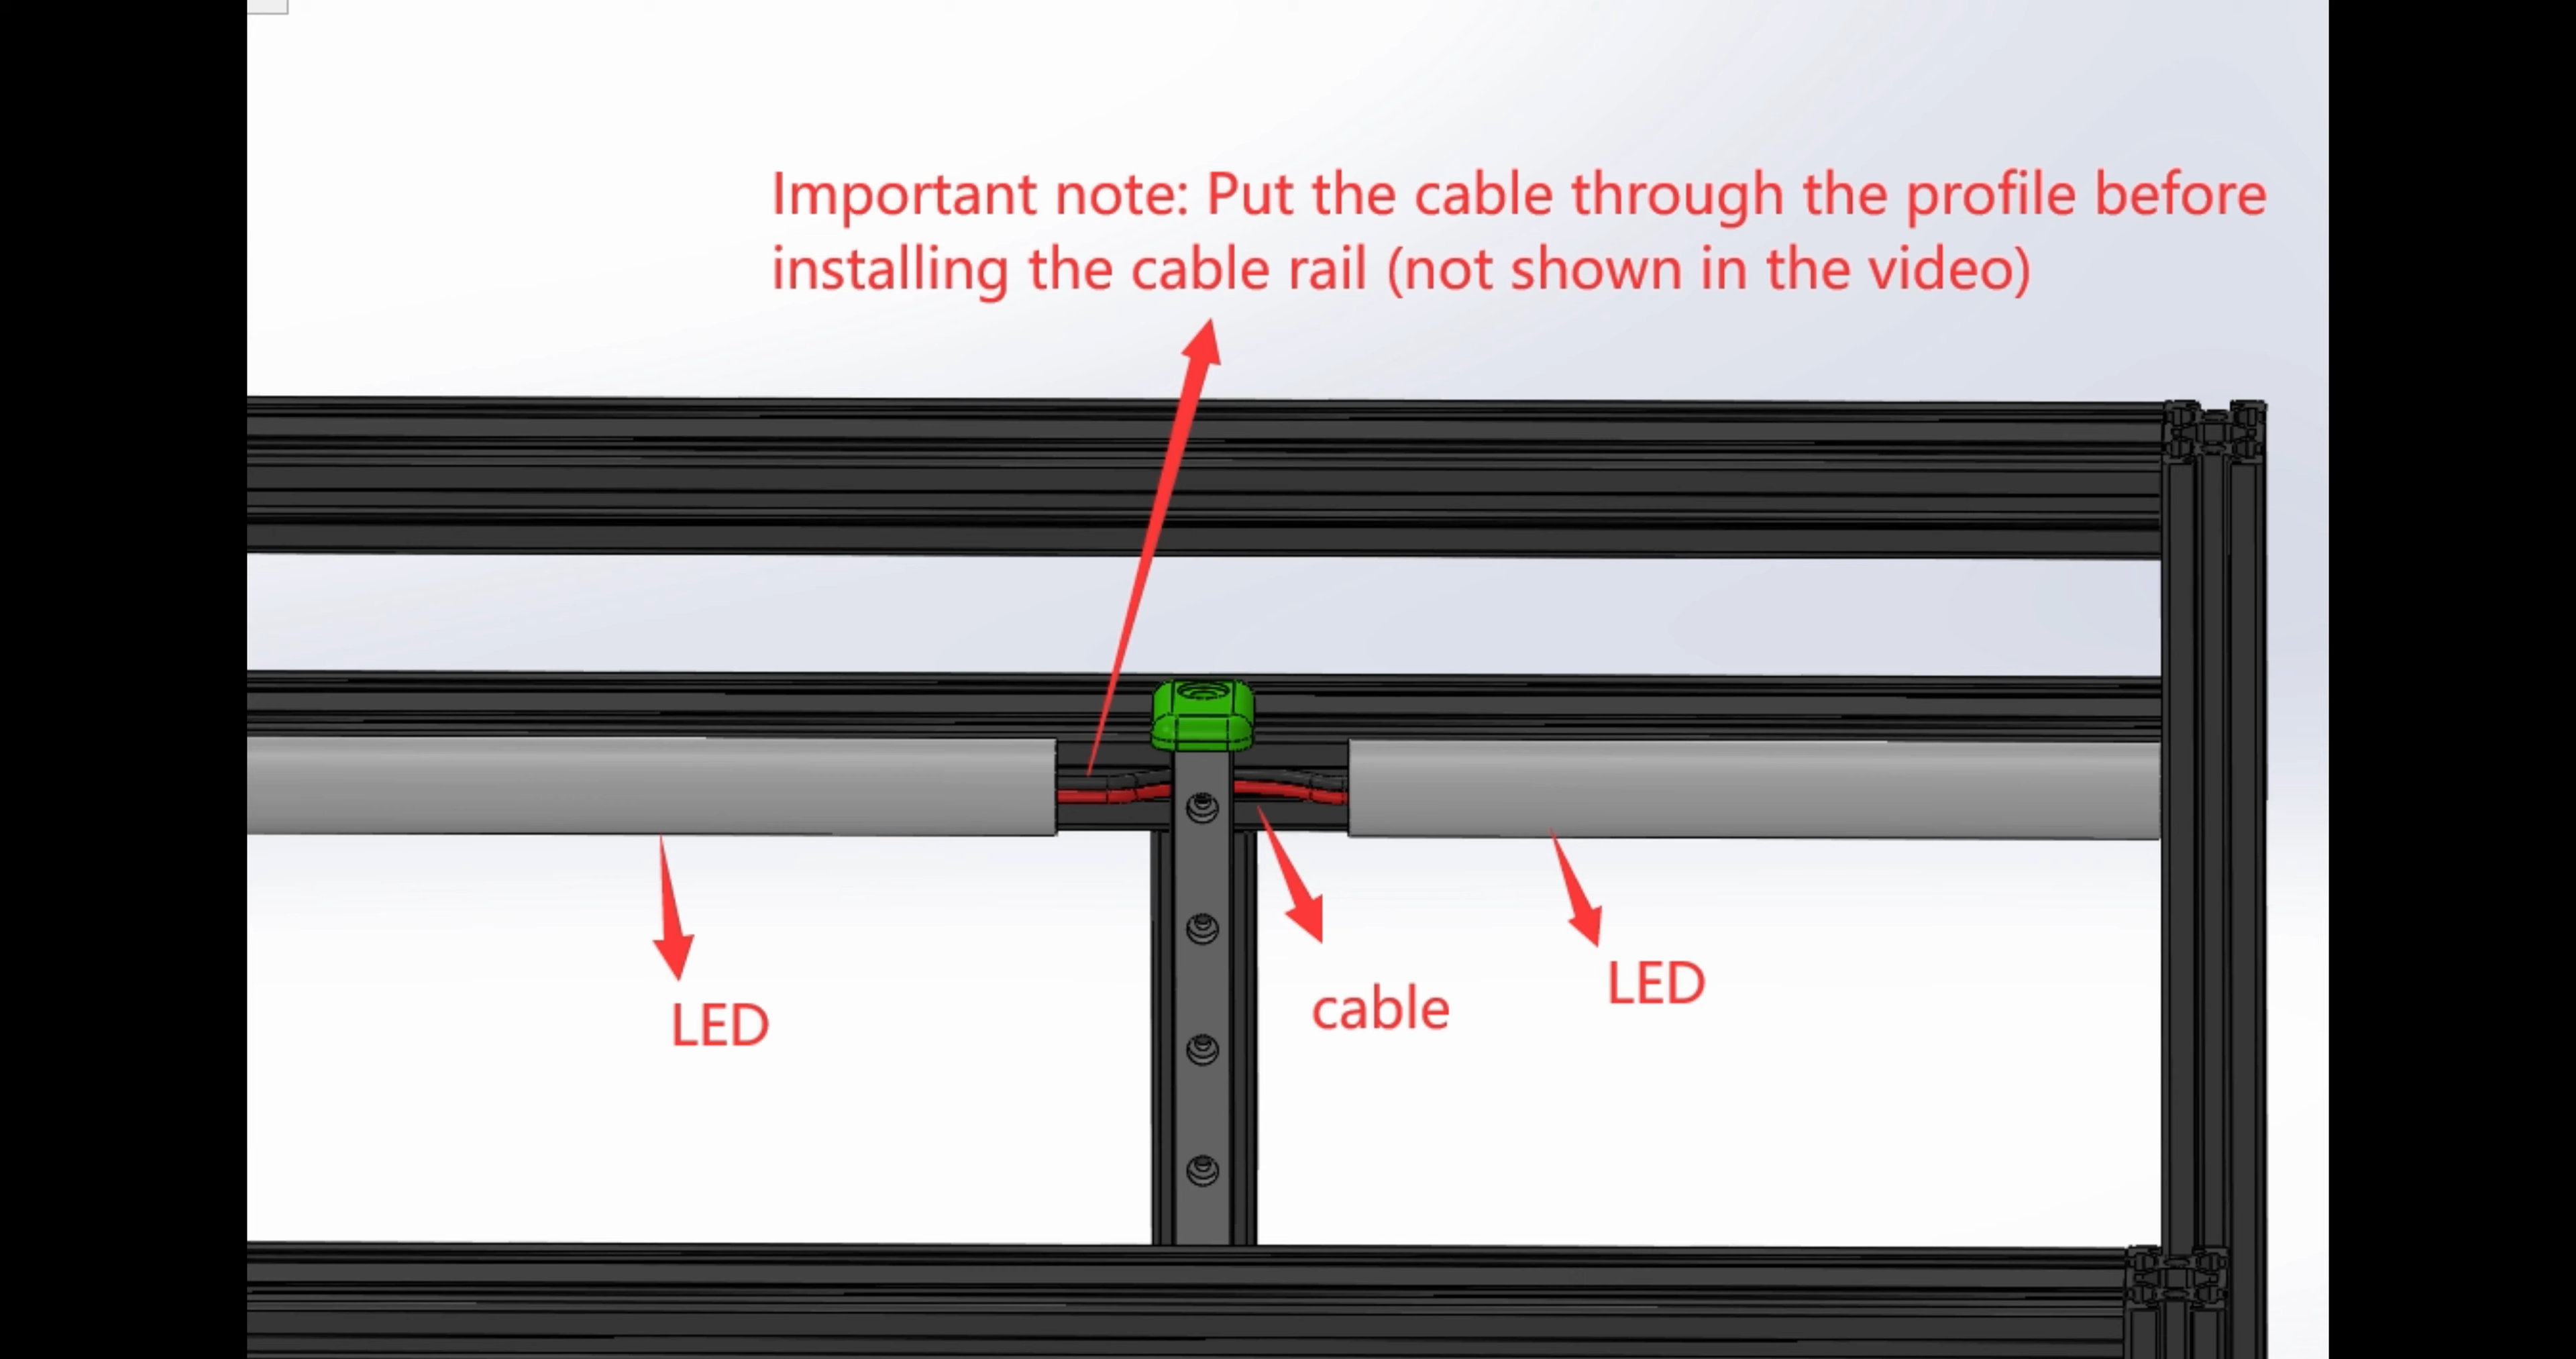 Important note: Put the cable through the profile before
installing the cable rail (not shown in the video)
LED
cable
LED